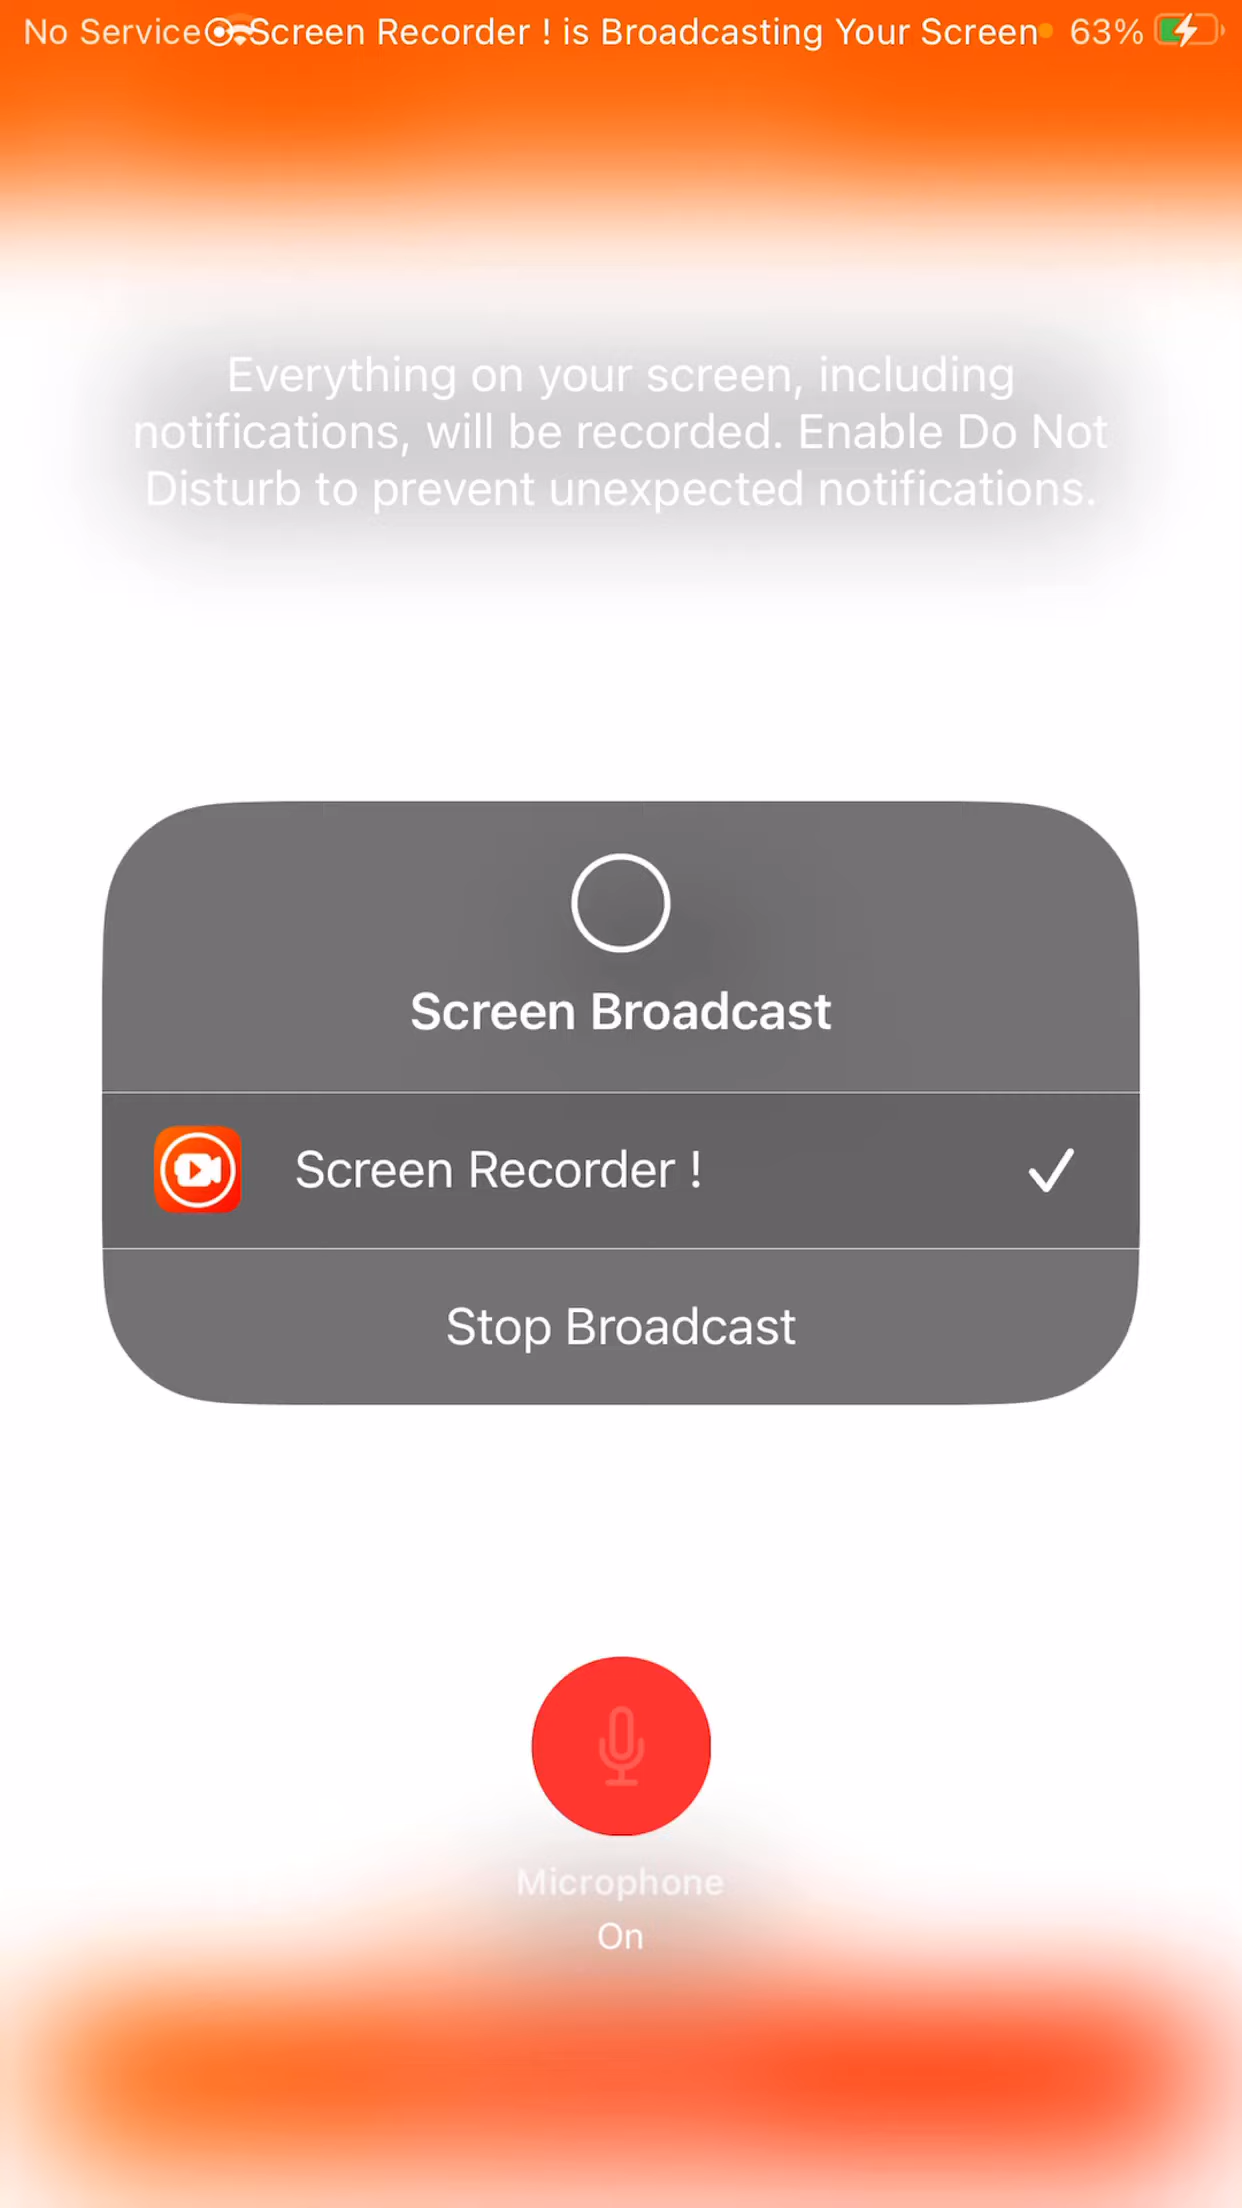 No Service Screen Recorder ! is Broadcasting Your Screen 63%
Everything on your screen, including
notifications, will be recorded. Enable Do Not
Disturb to prevent unexpected notifications.
Screen Broadcast
Screen Recorder !
Stop Broadcast
Microphone
On